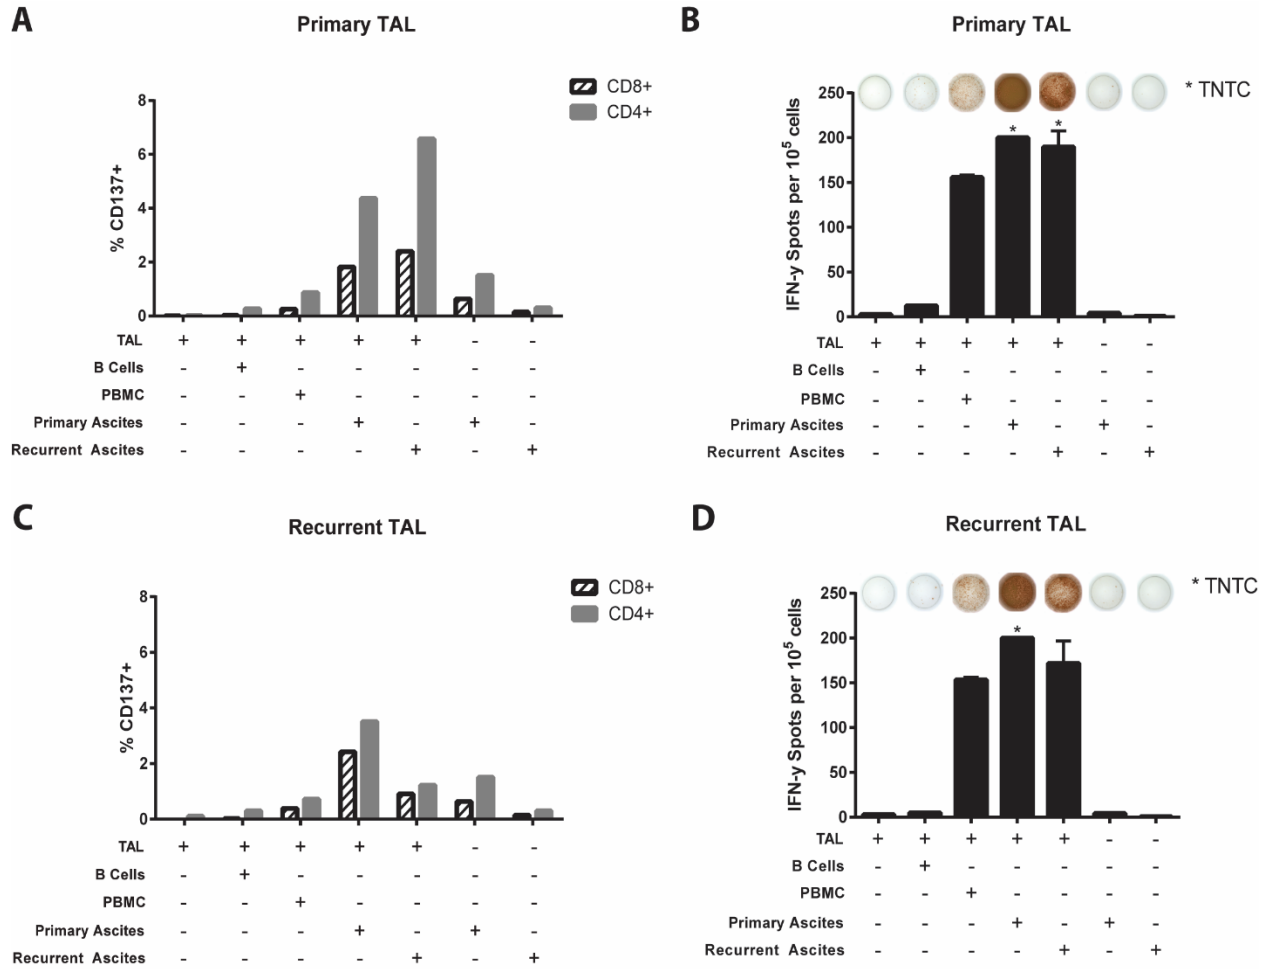 A
Primary TAL
CD8+
CD4+
% CD137+
8
6
4
2
0
TAL + + + + + - -
B Cells - + - - - - -
PBMC - - + - - - -
Primary Ascites - - - + - + -
Recurrent Ascites - - - - + - +
B
Primary TAL
* TNTC
IFN-y Spots per 10⁵ cells
250
200
150
100
50
0
* *
TAL + + + + + - -
B Cells - + - - - - -
PBMC - - + - - - -
Primary Ascites - - - + - + -
Recurrent Ascites - - - - + - +
C
Recurrent TAL
CD8+
CD4+
% CD137+
8
6
4
2
0
TAL + + + + + - -
B Cells - + - - - - -
PBMC - - + - - - -
Primary Ascites - - - + - + -
Recurrent Ascites - - - - + - +
D
Recurrent TAL
* TNTC
IFN-y Spots per 10⁵ cells
250
200
150
100
50
0
*
TAL + + + + + - -
B Cells - + - - - - -
PBMC - - + - - - -
Primary Ascites - - - + - + -
Recurrent Ascites - - - - + - +